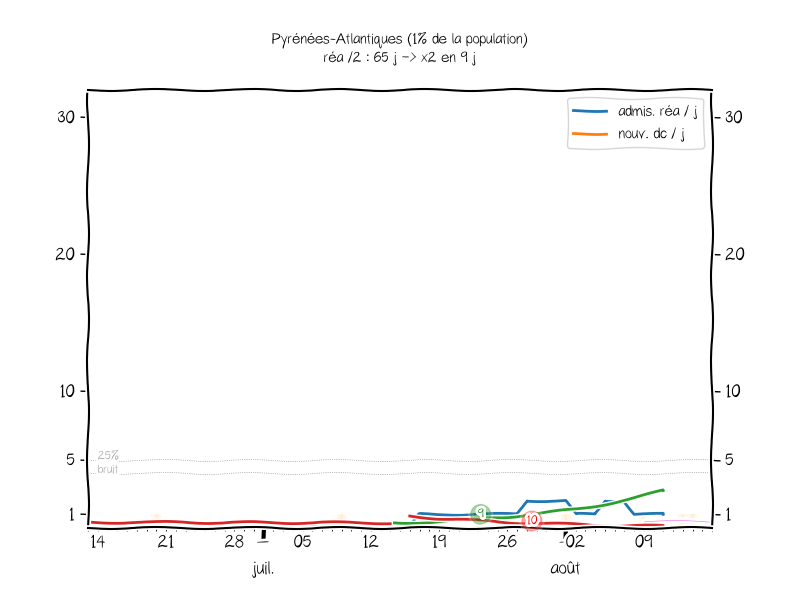 Pyrénées-Atlantiques (1% de la population)
réa /2 : 65 j -> x2 en 9 j
admis. réa / j
nouv. dc / j
30
30
20
20
10
10
5
5
25%
bruit
1
1
9
10
14 21 28 05 12 19 26 02 09
juil. août